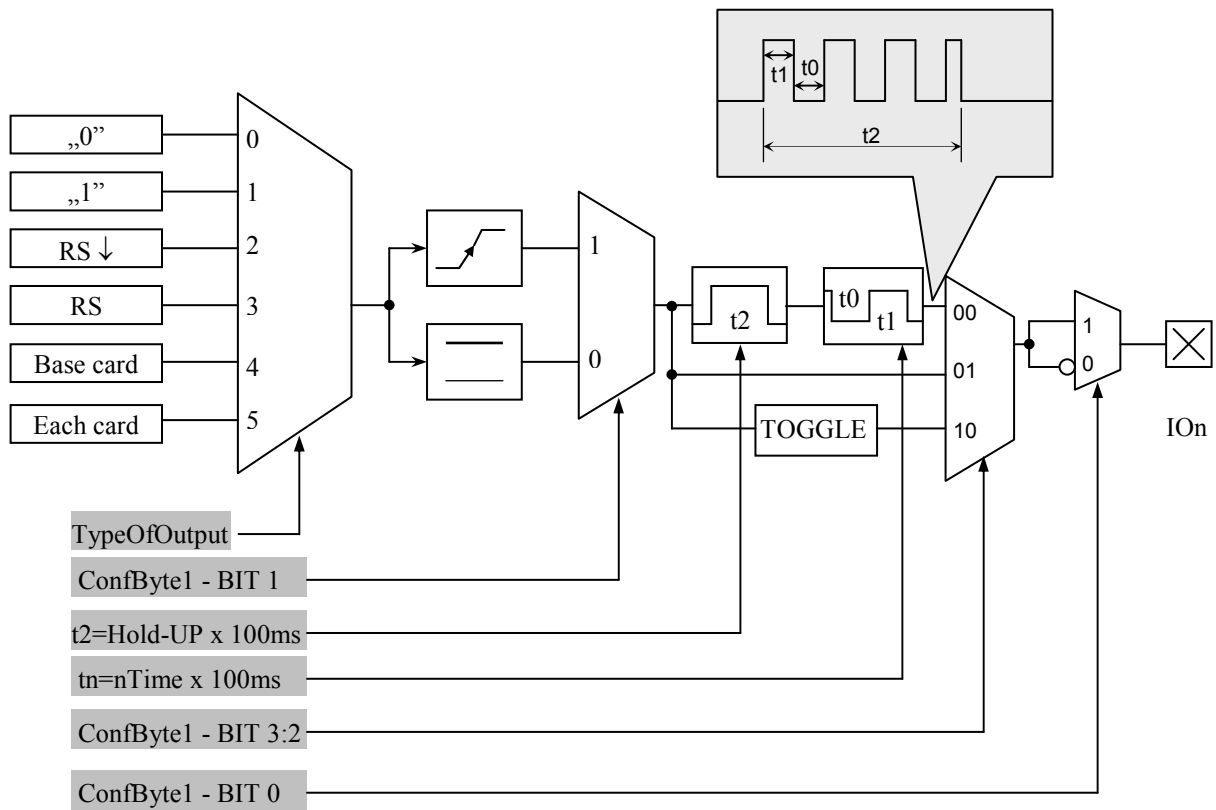 t1
t0
t2
„0”
0
„1”
1
RS ↓
2
RS
3
Base card
4
Each card
5
1
0
t2
t0
t1
00
01
TOGGLE
10
1
0
IOn
TypeOfOutput
ConfByte1 - BIT 1
t2=Hold-UP x 100ms
tn=nTime x 100ms
ConfByte1 - BIT 3:2
ConfByte1 - BIT 0